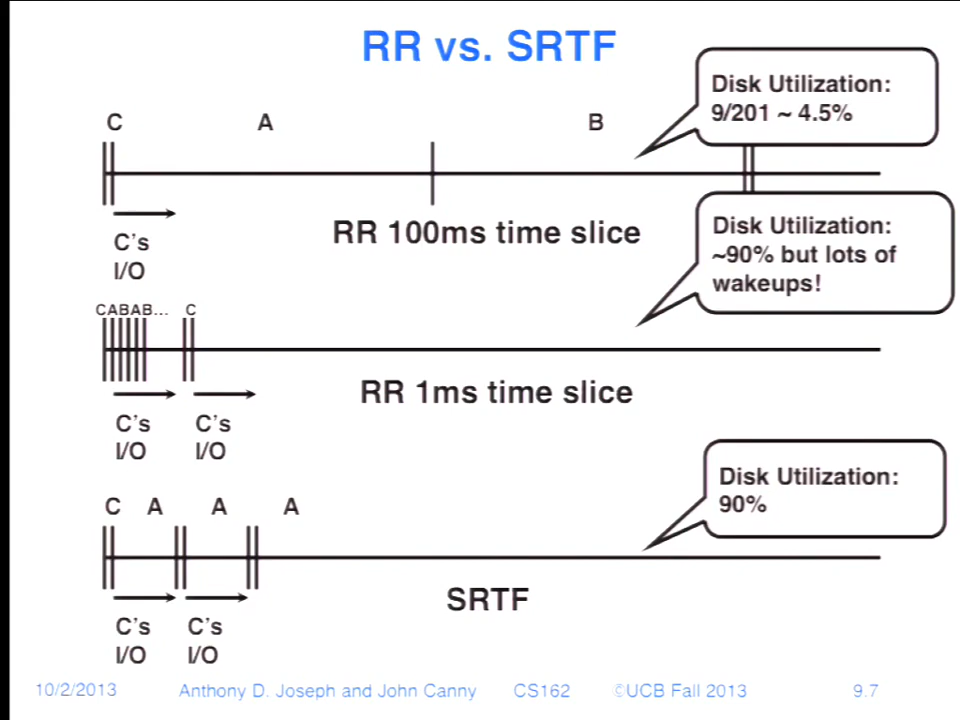 RR vs. SRTF
Disk Utilization:
9/201 ~ 4.5%
C A B
RR 100ms time slice
C's
I/O
Disk Utilization:
~90% but lots of
wakeups!
CABAB... C
RR 1ms time slice
C's C's
I/O I/O
Disk Utilization:
90%
C A A A
SRTF
C's C's
I/O I/O
10/2/2013 Anthony D. Joseph and John Canny CS162 ©UCB Fall 2013 9.7